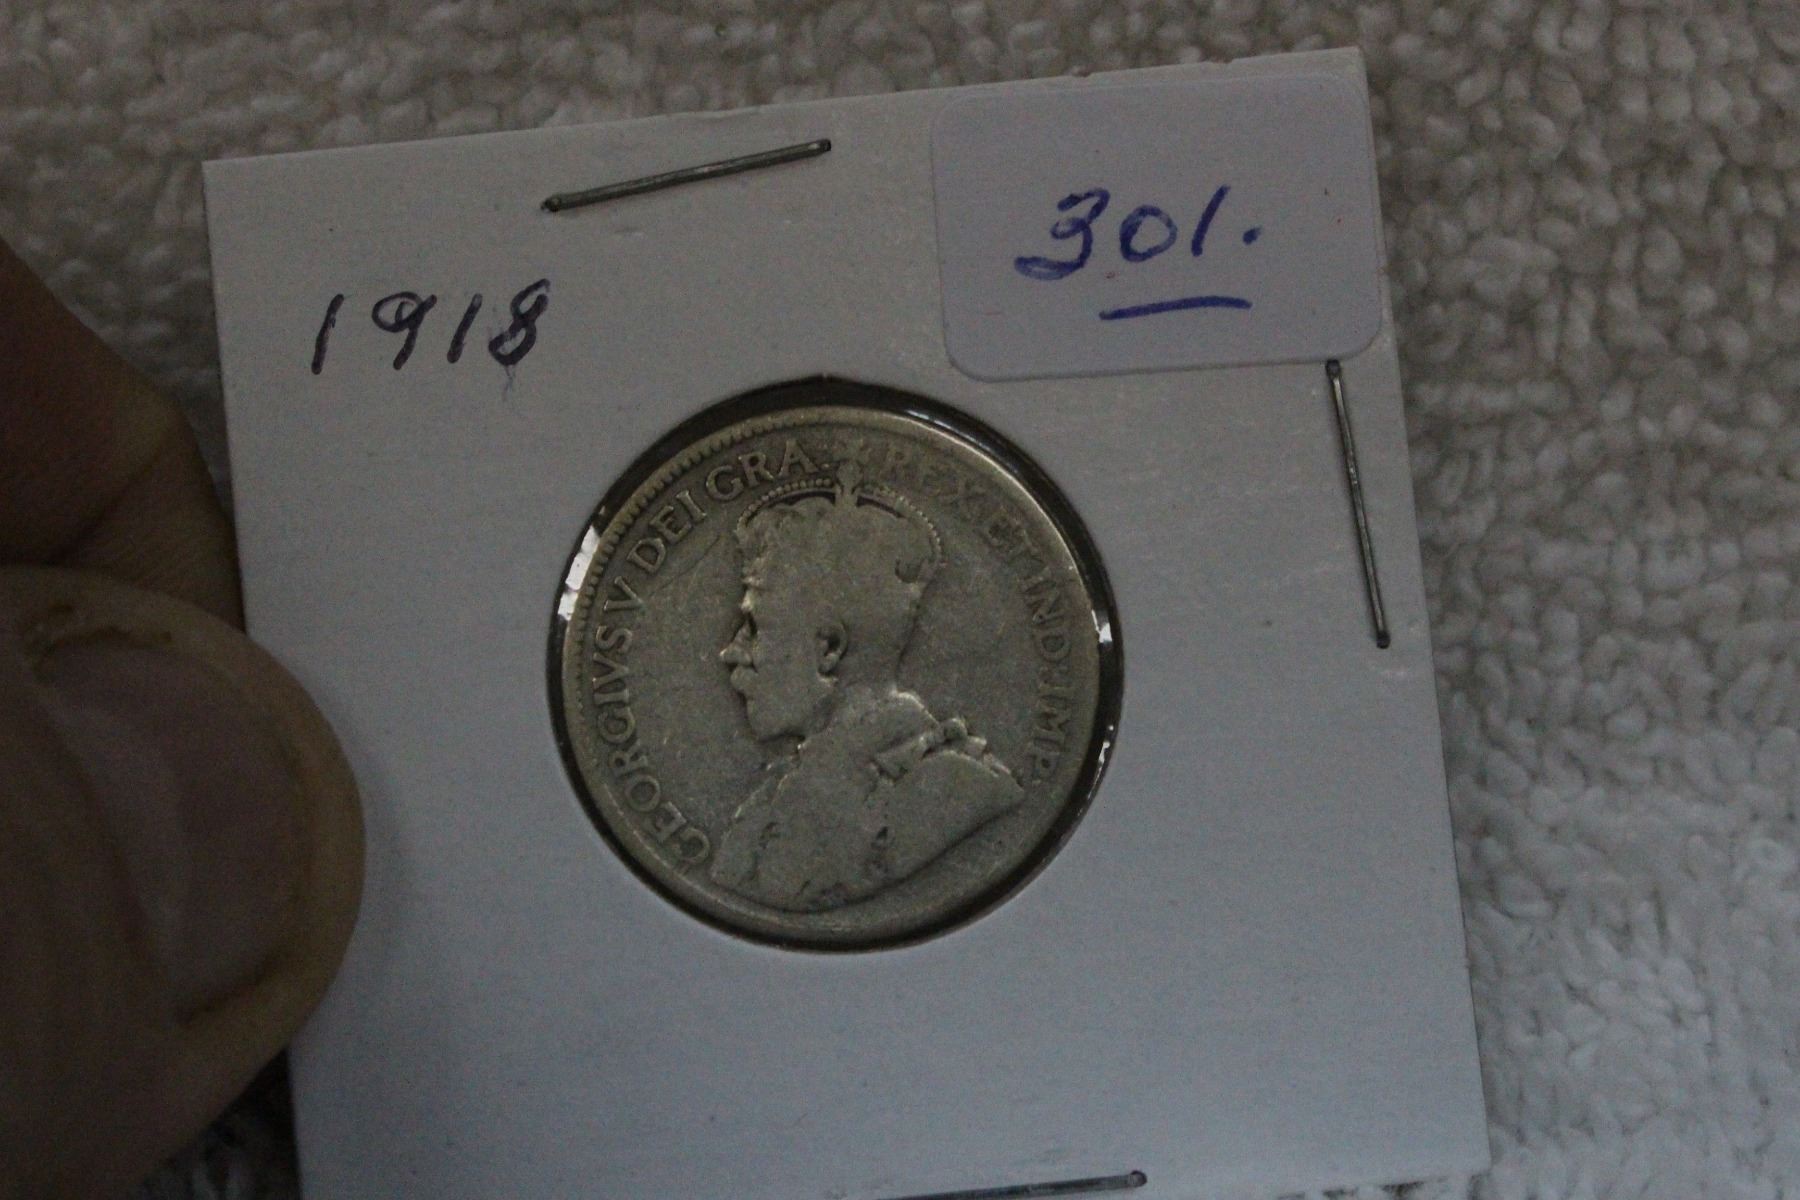 301.
1918
GEORGIVS V DEI GRA: REX ET IND: IMP: